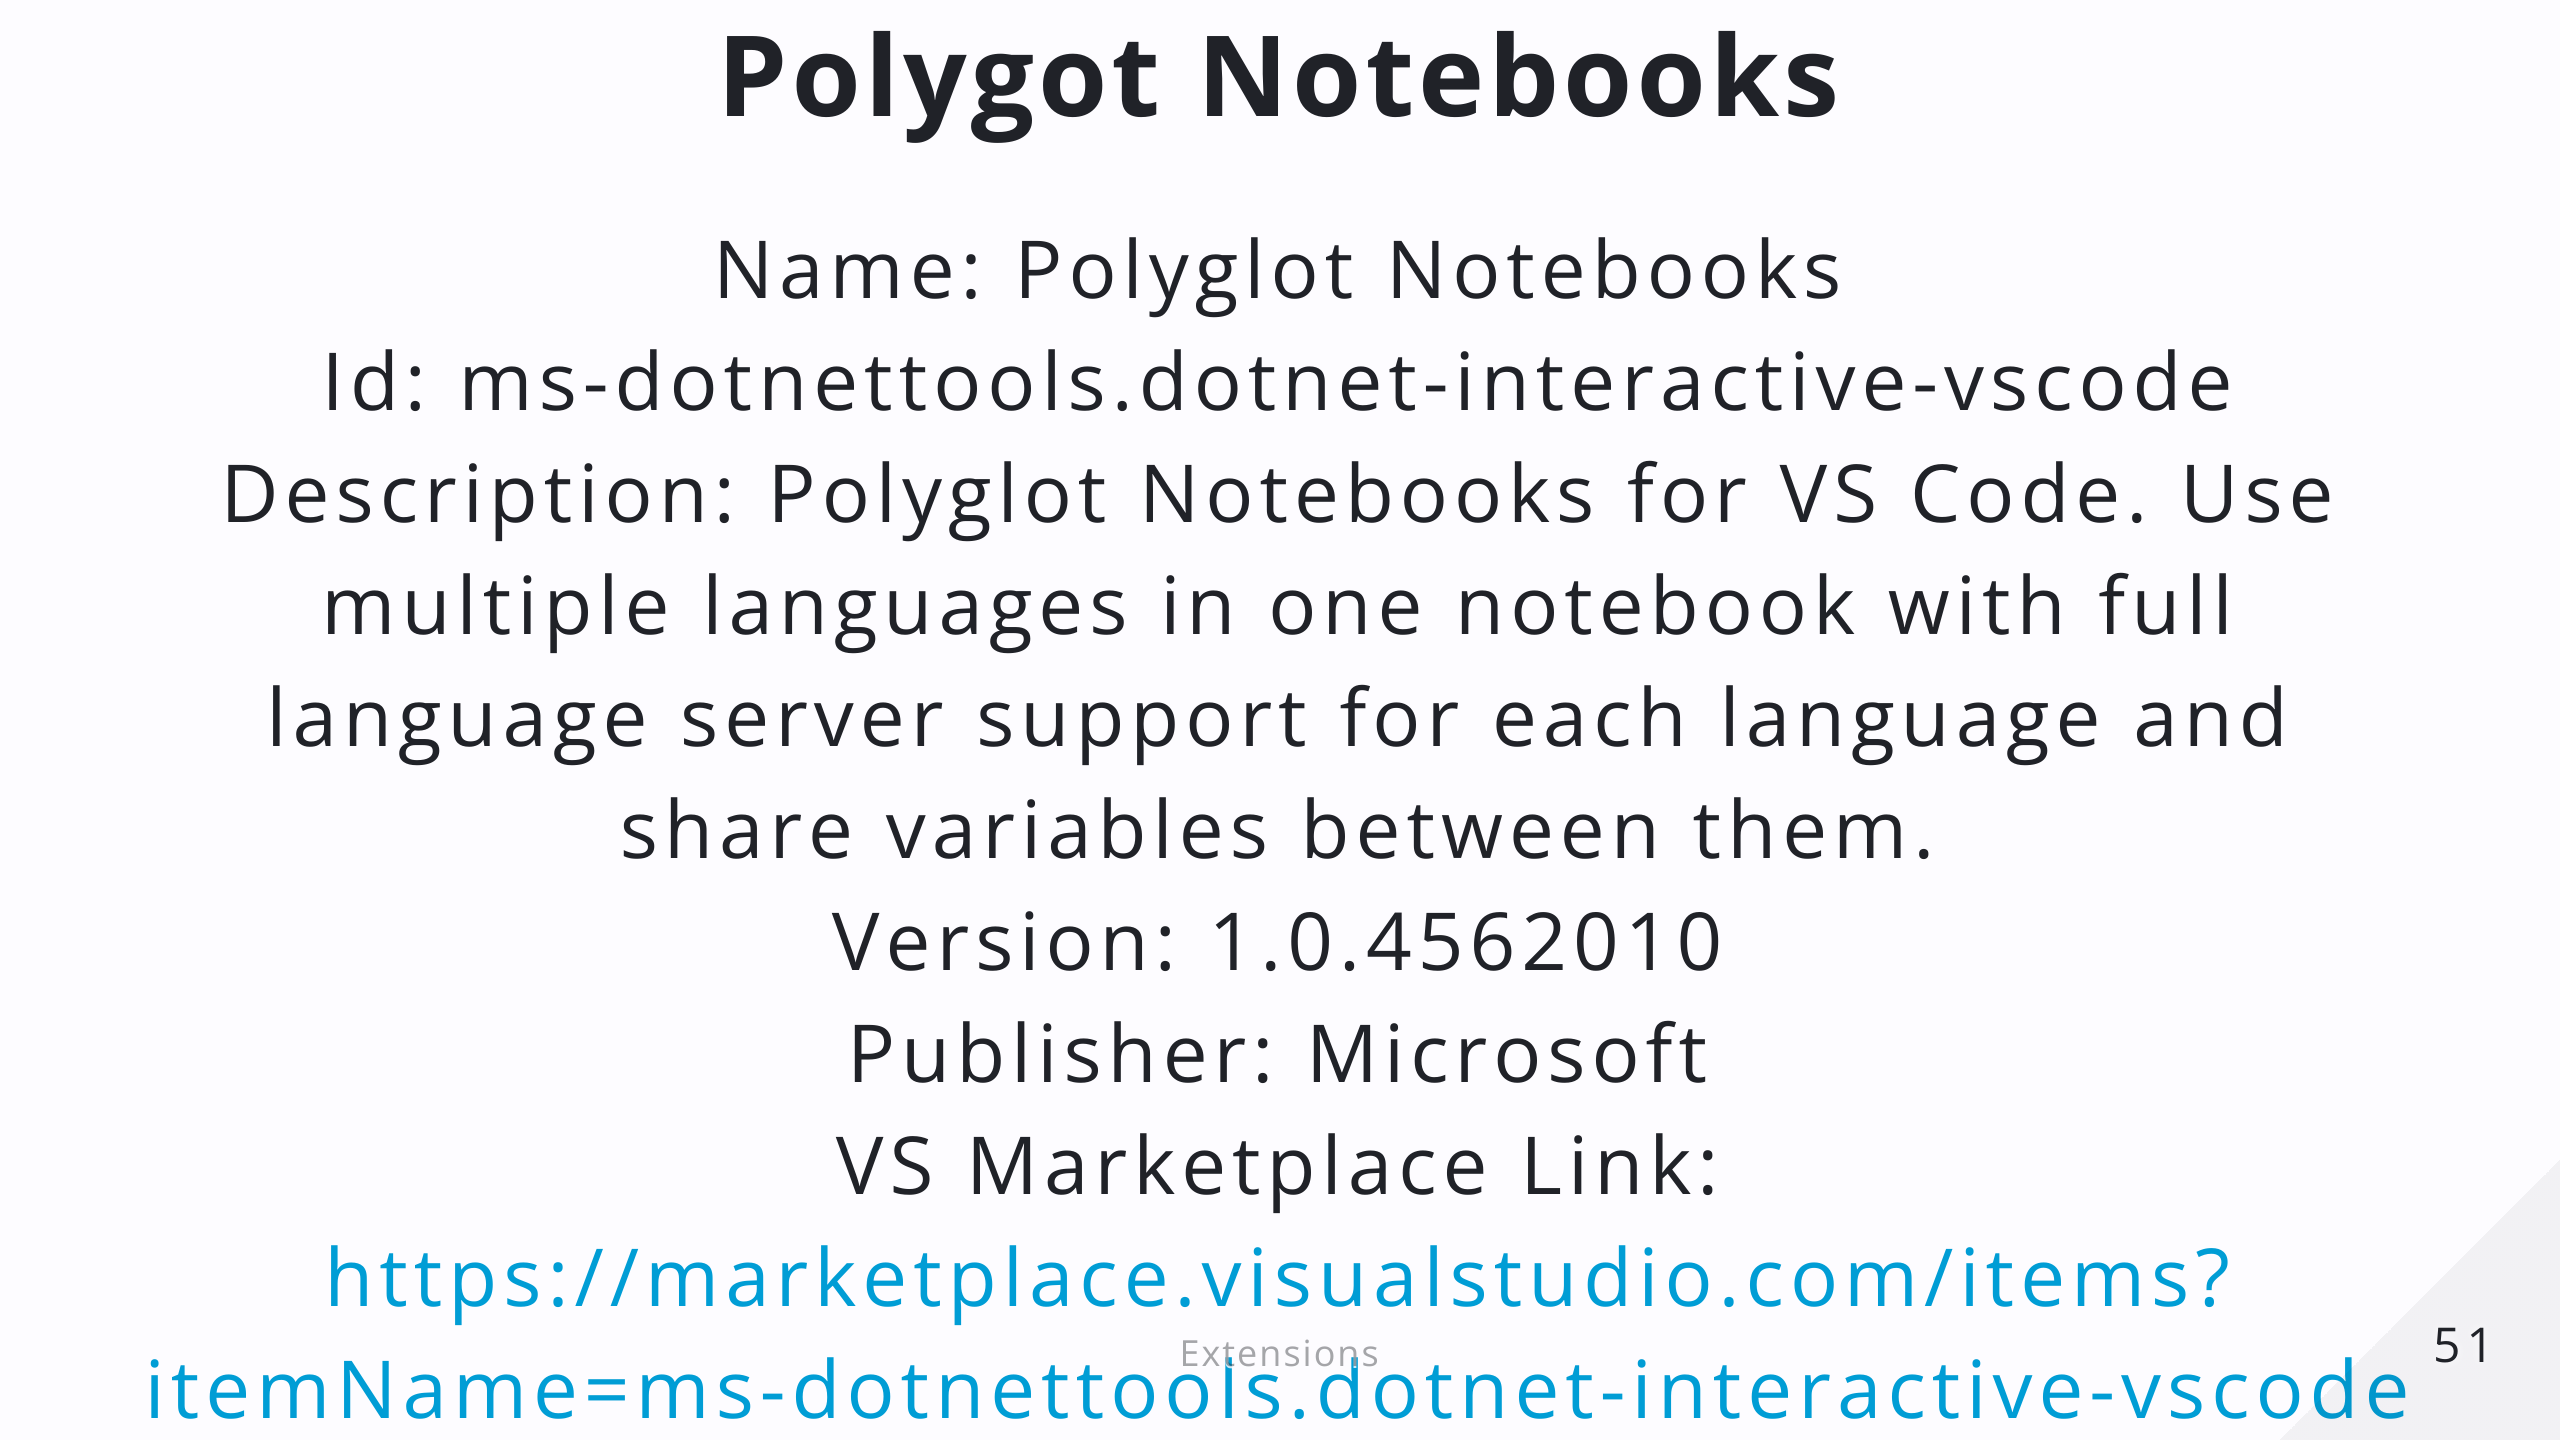 Polygot Notebooks
Name: Polyglot Notebooks
Id: ms-dotnettools.dotnet-interactive-vscode
Description: Polyglot Notebooks for VS Code. Use
multiple languages in one notebook with full
language server support for each language and
share variables between them.
Version: 1.0.4562010
Publisher: Microsoft
VS Marketplace Link:
https://marketplace.visualstudio.com/items?
itemName=ms-dotnettools.dotnet-interactive-vscode
Extensions
51